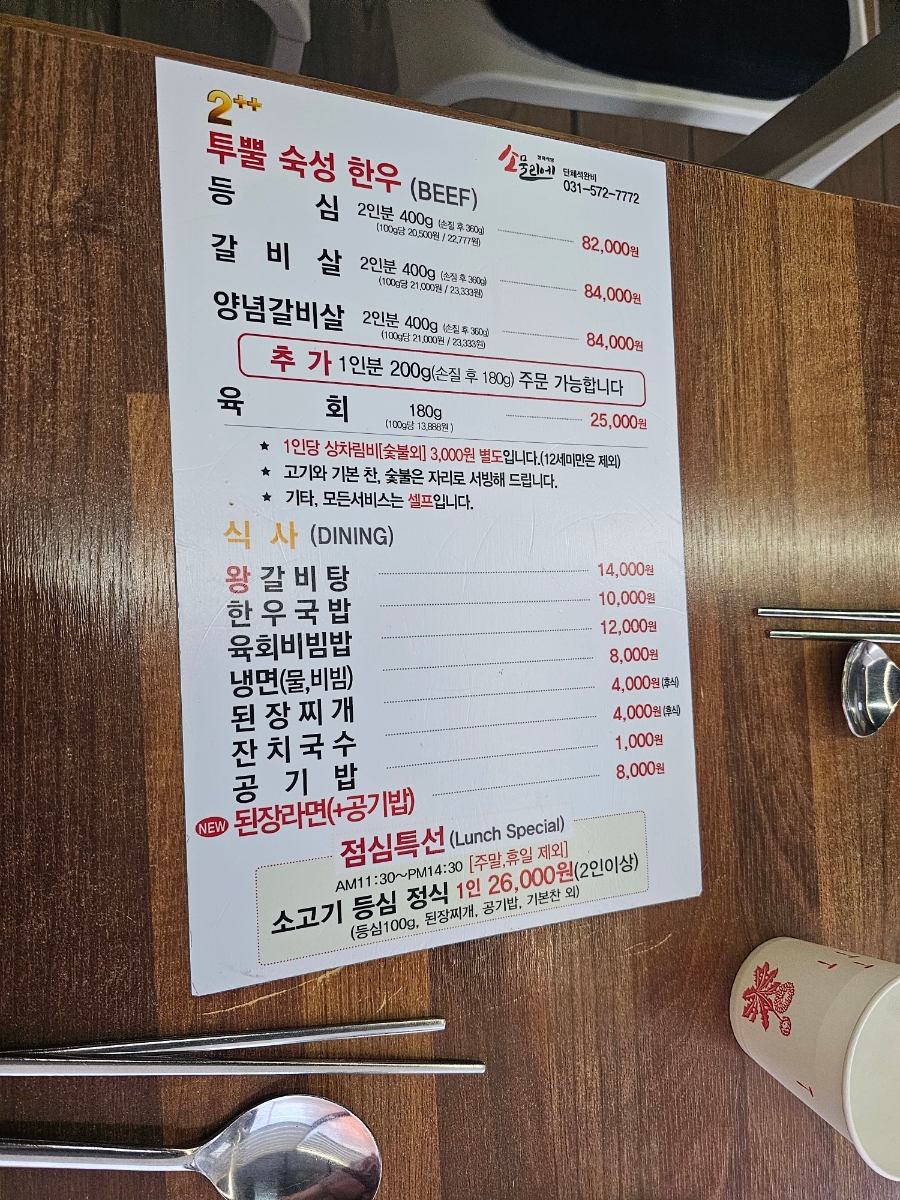 2++
투뿔 숙성 한우 (BEEF)
소믈리에
단체석완비
031-572-7772
등 심 2인분 400g (손질 후 360g) 82,000원
(100g당 20,500원 / 22,777원)
갈 비 살 2인분 400g (손질 후 360g) 84,000원
(100g당 21,000원 / 23,333원)
양념갈비살 2인분 400g (손질 후 360g) 84,000원
(100g당 21,000원 / 23,333원)
추 가 1인분 200g(손질 후 180g) 주문 가능합니다
육 회 180g 25,000원
(100g당 13,888원)
★ 1인당 상차림비[숯불외] 3,000원 별도입니다.(12세미만은 제외)
★ 고기와 기본 찬, 숯불은 자리로 서빙해 드립니다.
★ 기타, 모든서비스는 셀프입니다.
식 사 (DINING)
왕 갈 비 탕 14,000원
한 우 국 밥 10,000원
육회비빔밥 12,000원
냉면(물,비빔) 8,000원
된 장 찌 개 4,000원(후식)
잔 치 국 수 4,000원(후식)
공 기 밥 1,000원
NEW 된장라면(+공기밥) 8,000원
점심특선 (Lunch Special)
AM11:30~PM14:30 [주말,휴일 제외]
소고기 등심 정식 1인 26,000원(2인이상)
(등심100g, 된장찌개, 공기밥, 기본찬 외)